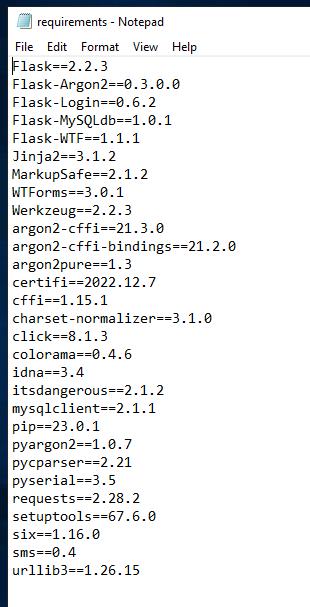 requirements - Notepad
File Edit Format View Help
Flask==2.2.3
Flask-Argon2==0.3.0.0
Flask-Login==0.6.2
Flask-MySQLdb==1.0.1
Flask-WTF==1.1.1
Jinja2==3.1.2
MarkupSafe==2.1.2
WTForms==3.0.1
Werkzeug==2.2.3
argon2-cffi==21.3.0
argon2-cffi-bindings==21.2.0
argon2pure==1.3
certifi==2022.12.7
cffi==1.15.1
charset-normalizer==3.1.0
click==8.1.3
colorama==0.4.6
idna==3.4
itsdangerous==2.1.2
mysqlclient==2.1.1
pip==23.0.1
pyargon2==1.0.7
pycparser==2.21
pyserial==3.5
requests==2.28.2
setuptools==67.6.0
six==1.16.0
sms==0.4
urllib3==1.26.15